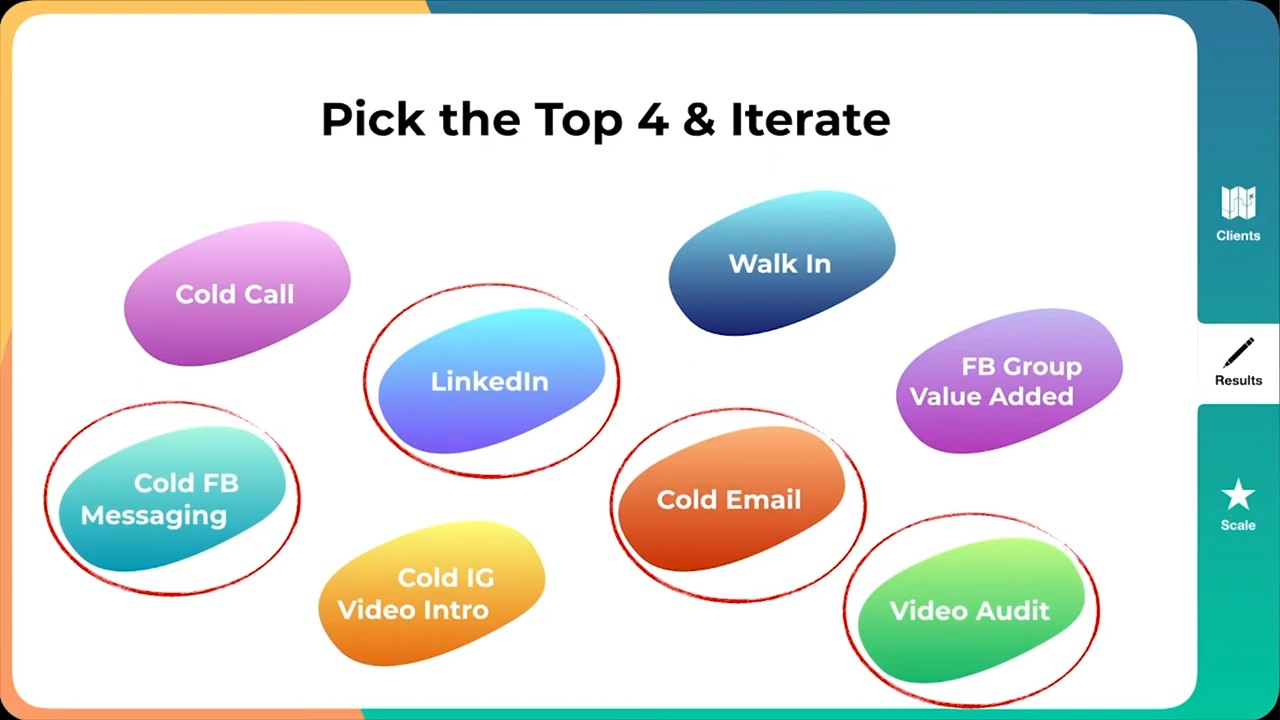 Pick the Top 4 & Iterate
Cold Call
Walk In
LinkedIn
FB Group
Value Added
Cold FB
Messaging
Cold Email
Cold IG
Video Intro
Video Audit
Clients
Results
Scale